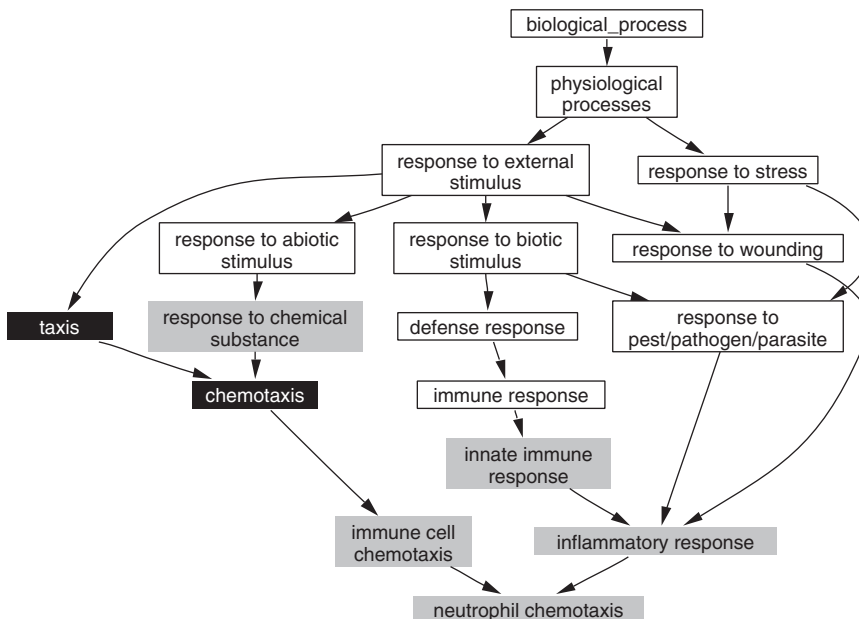 biological_process
physiological
processes
response to external
stimulus
response to stress
response to abiotic
stimulus
response to biotic
stimulus
response to wounding
taxis
response to chemical
substance
defense response
response to
pest/pathogen/parasite
chemotaxis
immune response
innate immune
response
immune cell
chemotaxis
inflammatory response
neutrophil chemotaxis